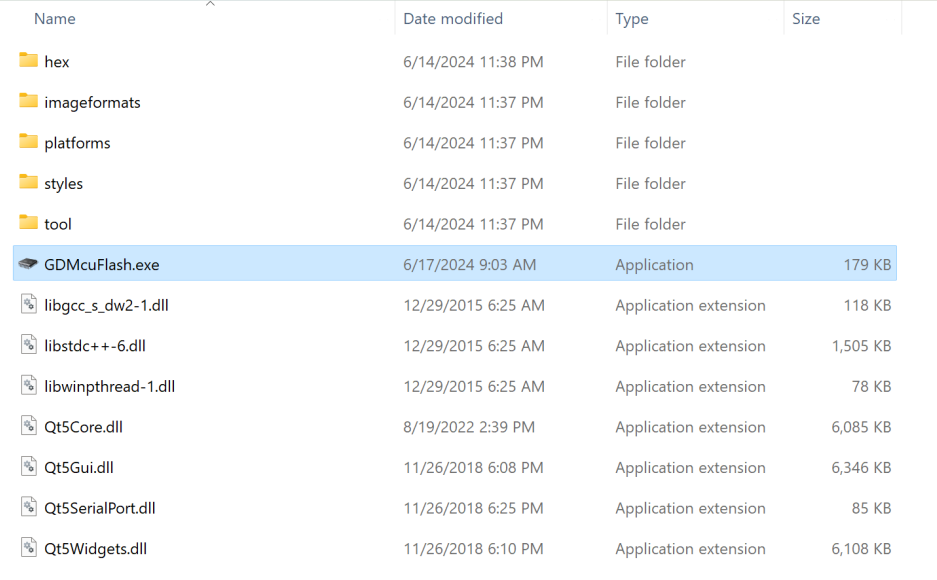 Name Date modified Type Size
hex 6/14/2024 11:38 PM File folder
imageformats 6/14/2024 11:37 PM File folder
platforms 6/14/2024 11:37 PM File folder
styles 6/14/2024 11:37 PM File folder
tool 6/14/2024 11:37 PM File folder
GDMcuFlash.exe 6/17/2024 9:03 AM Application 179 KB
libgcc_s_dw2-1.dll 12/29/2015 6:25 AM Application extension 118 KB
libstdc++-6.dll 12/29/2015 6:25 AM Application extension 1,505 KB
libwinpthread-1.dll 12/29/2015 6:25 AM Application extension 78 KB
Qt5Core.dll 8/19/2022 2:39 PM Application extension 6,085 KB
Qt5Gui.dll 11/26/2018 6:08 PM Application extension 6,346 KB
Qt5SerialPort.dll 11/26/2018 6:25 PM Application extension 85 KB
Qt5Widgets.dll 11/26/2018 6:10 PM Application extension 6,108 KB